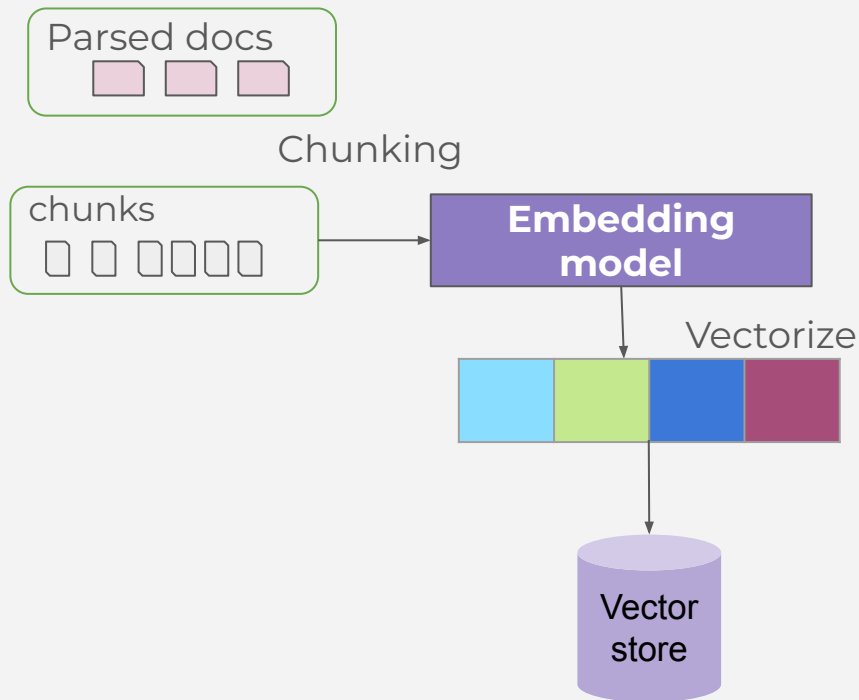 Parsed docs
Chunking
chunks
Embedding
model
Vectorize
Vector
store